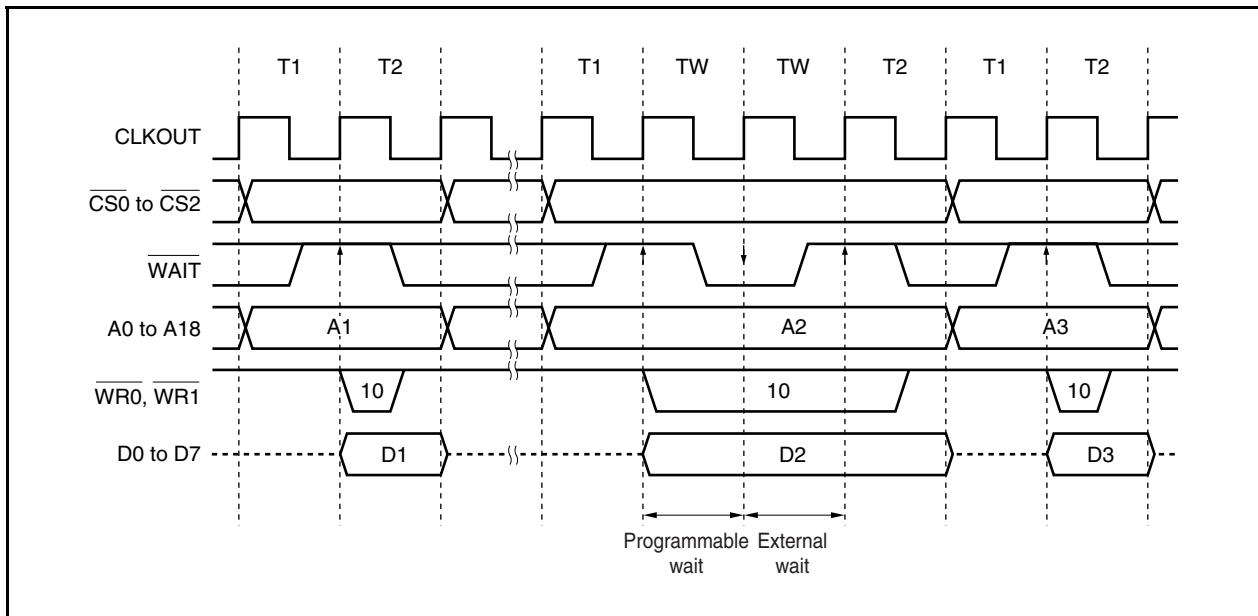 T1 T2 T1 TW TW T2 T1 T2
CLKOUT
CS0 to CS2
WAIT
A0 to A18 A1 A2 A3
WR0, WR1 10 10 10
D0 to D7 D1 D2 D3
Programmable wait
External wait